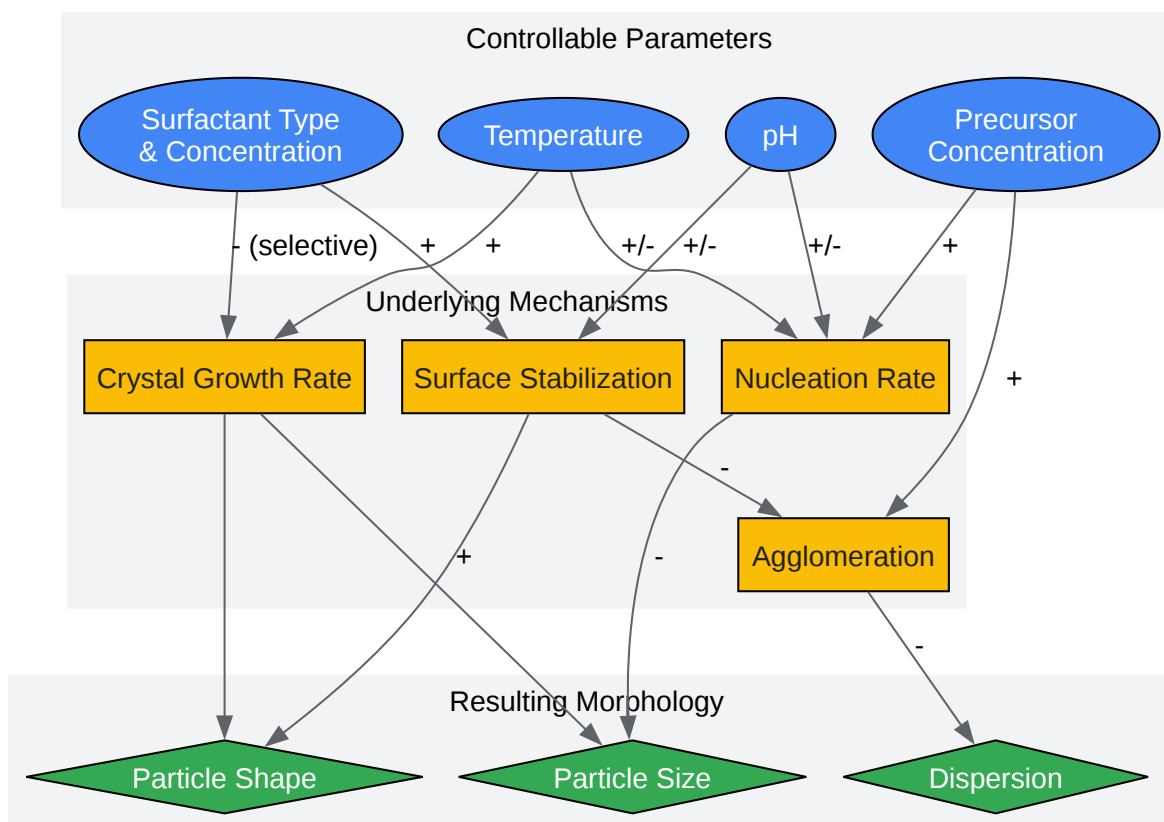 Controllable Parameters
Surfactant Type
& Concentration
Temperature
pH
Precursor
Concentration
- (selective)
+
+
+/-
+/-
+/-
+
+
Underlying Mechanisms
Crystal Growth Rate
Surface Stabilization
Nucleation Rate
-
+
-
Agglomeration
-
Resulting Morphology
Particle Shape
Particle Size
Dispersion